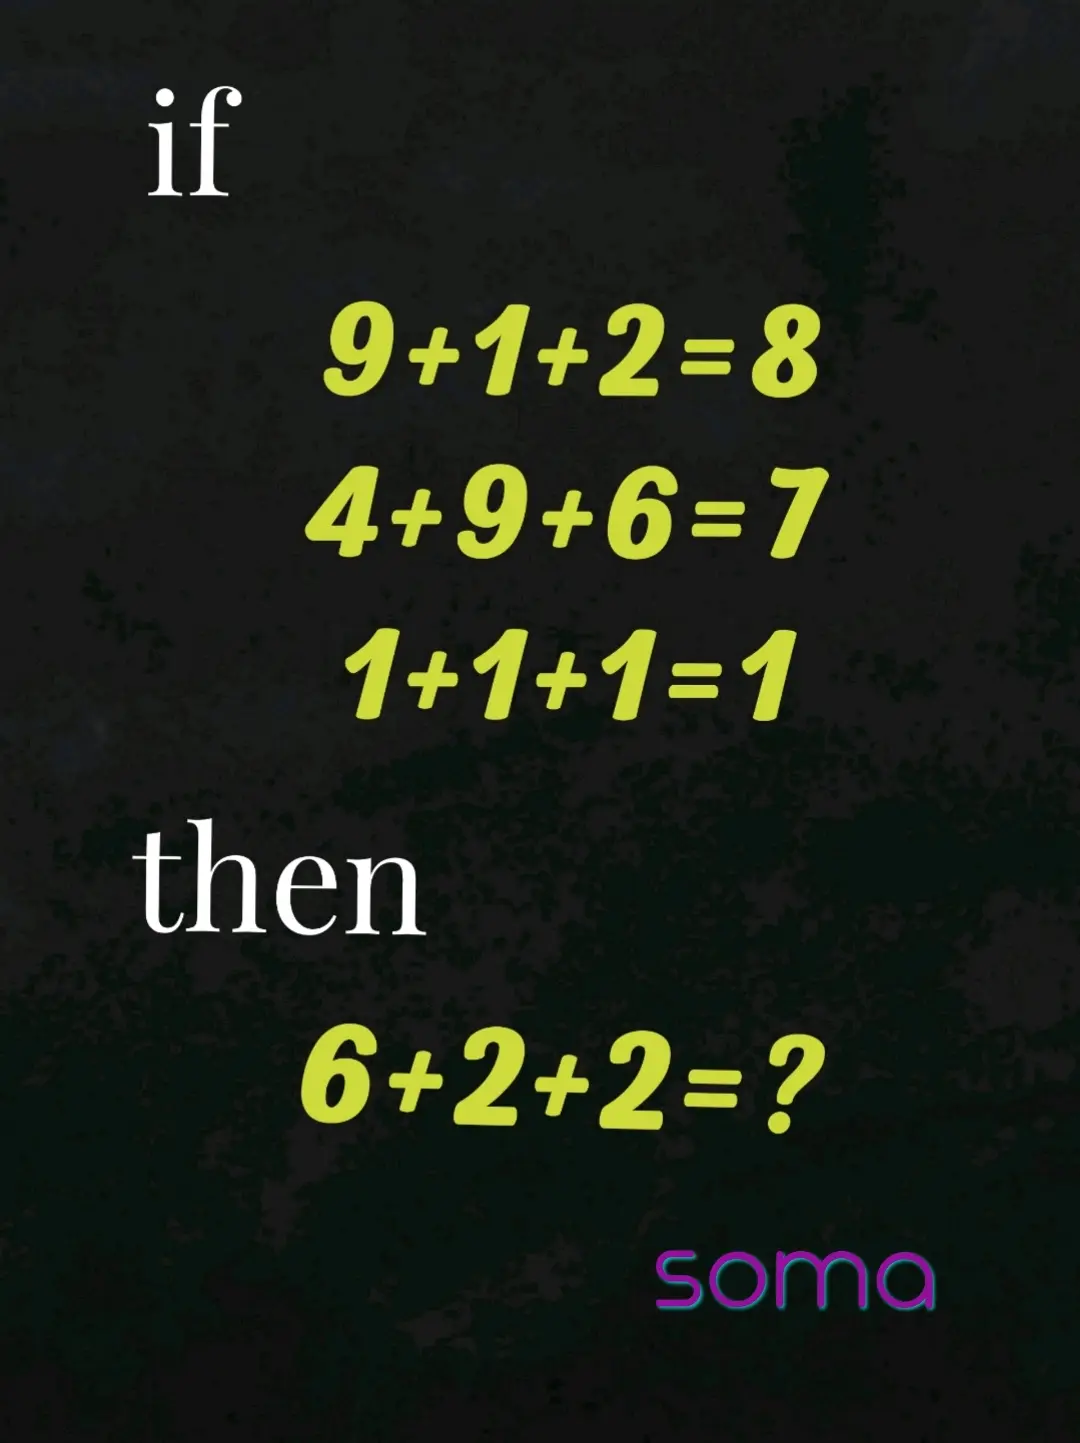 if
9+1+2=8
4+9+6=7
1+1+1=1
then
6+2+2=?
soma